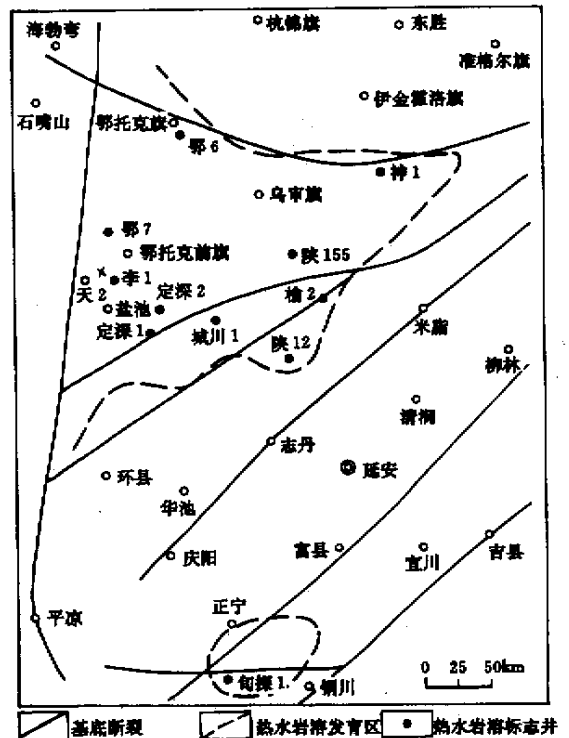 杭锦旗
东胜
海勃弯
准格尔旗
伊金霍洛旗
石嘴山
鄂托克旗
鄂6
神1
乌审旗
鄂7
鄂托克前旗
陕155
李1
天2
定深2
榆2
盐池
定深1
城川1
陕12
米脂
柳林
清涧
志丹
延安
环县
华池
庆阳
富县
宜川
吉县
正宁
平凉
旬探1
铜川
0 25 50km
基底断裂
热水岩溶发育区
热水岩溶标志井